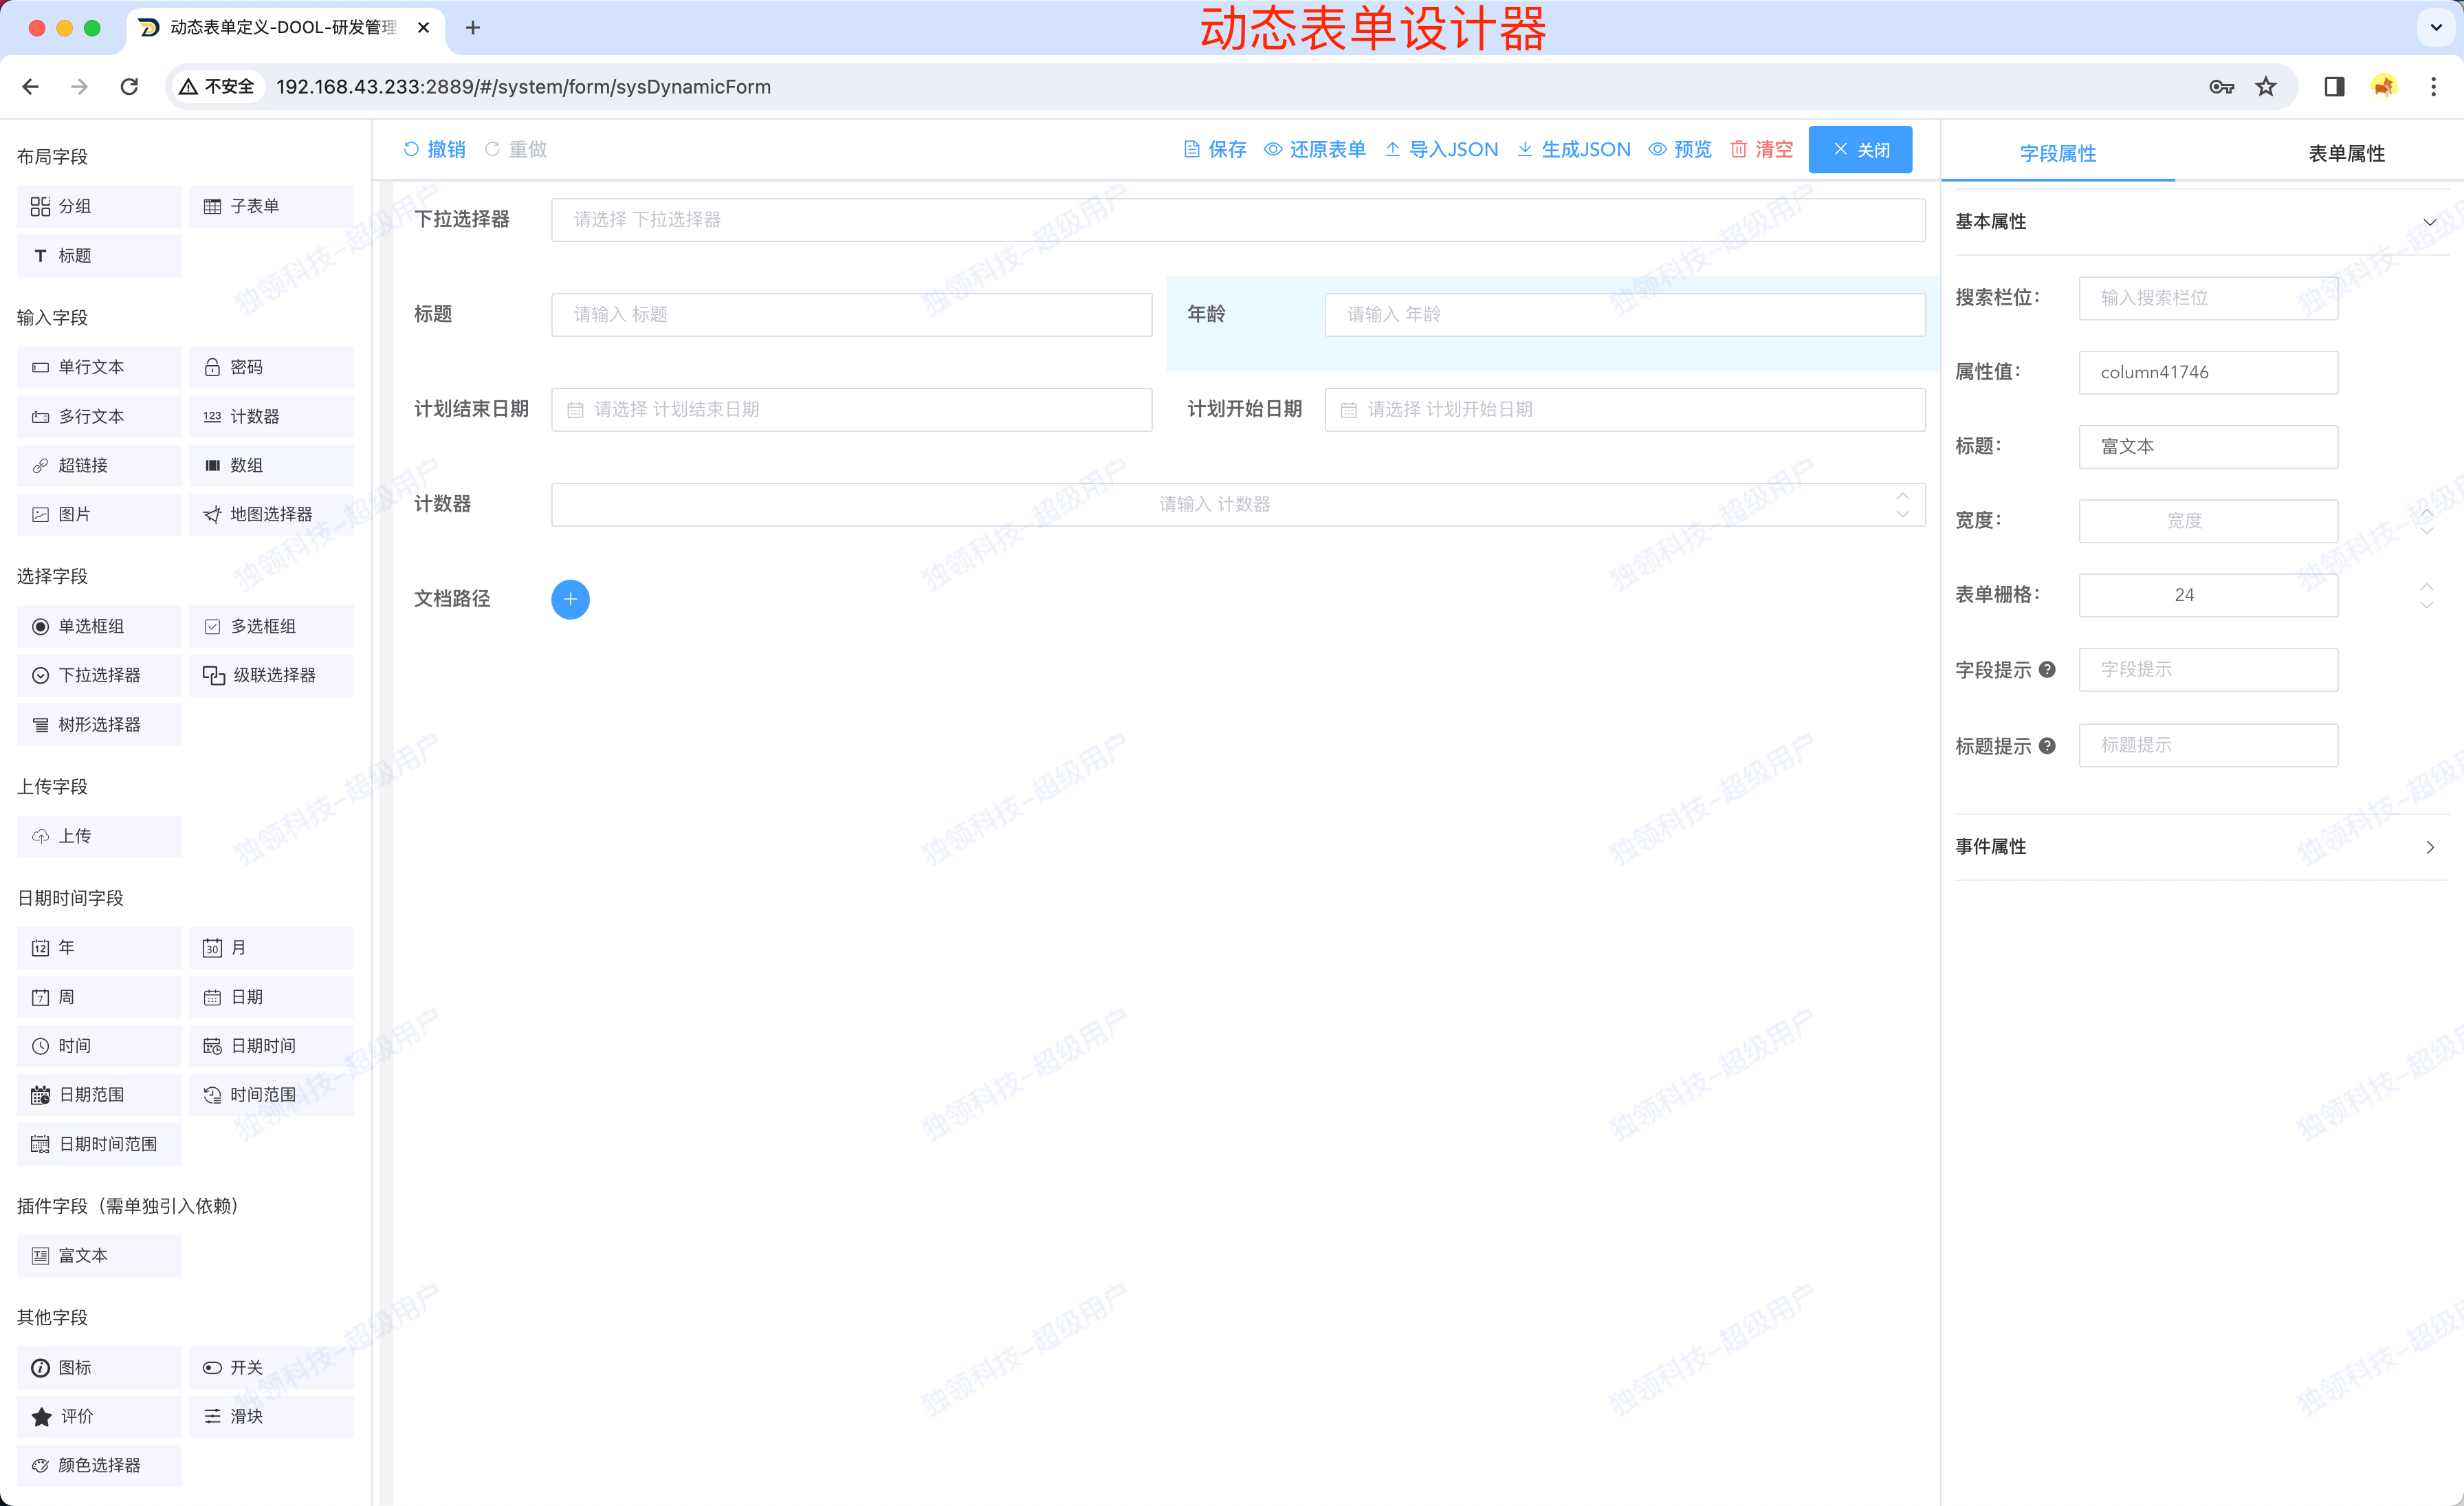 动态表单定义-DOOL-研发管理
动态表单设计器
不安全 192.168.43.233:2889/#/system/form/sysDynamicForm
布局字段
分组 子表单
标题
输入字段
单行文本 密码
多行文本 123 计数器
超链接 数组
图片 地图选择器
选择字段
单选框组 多选框组
下拉选择器 级联选择器
树形选择器
上传字段
上传
日期时间字段
12 年 30 月
7 周 日期
时间 日期时间
日期范围 时间范围
日期时间范围
插件字段（需单独引入依赖）
富文本
其他字段
图标 开关
评价 滑块
颜色选择器
撤销 重做 保存 还原表单 导入JSON 生成JSON 预览 清空 关闭
下拉选择器 请选择 下拉选择器
标题 请输入 标题 年龄 请输入 年龄
计划结束日期 请选择 计划结束日期 计划开始日期 请选择 计划开始日期
计数器 请输入 计数器
文档路径
字段属性 表单属性
基本属性
搜索栏位： 输入搜索栏位
属性值： column41746
标题： 富文本
宽度： 宽度
表单栅格： 24
字段提示 字段提示
标题提示 标题提示
事件属性
独领科技-超级用户